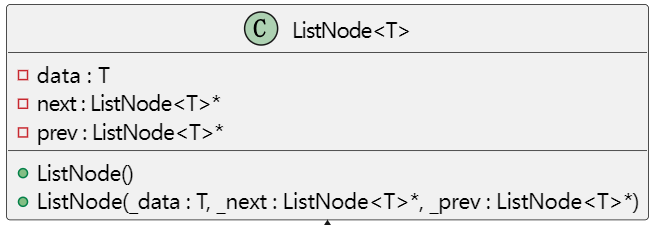 C ListNode<T>
data : T
next : ListNode<T>*
prev : ListNode<T>*
ListNode()
ListNode(_data : T, _next : ListNode<T>*, _prev : ListNode<T>*)